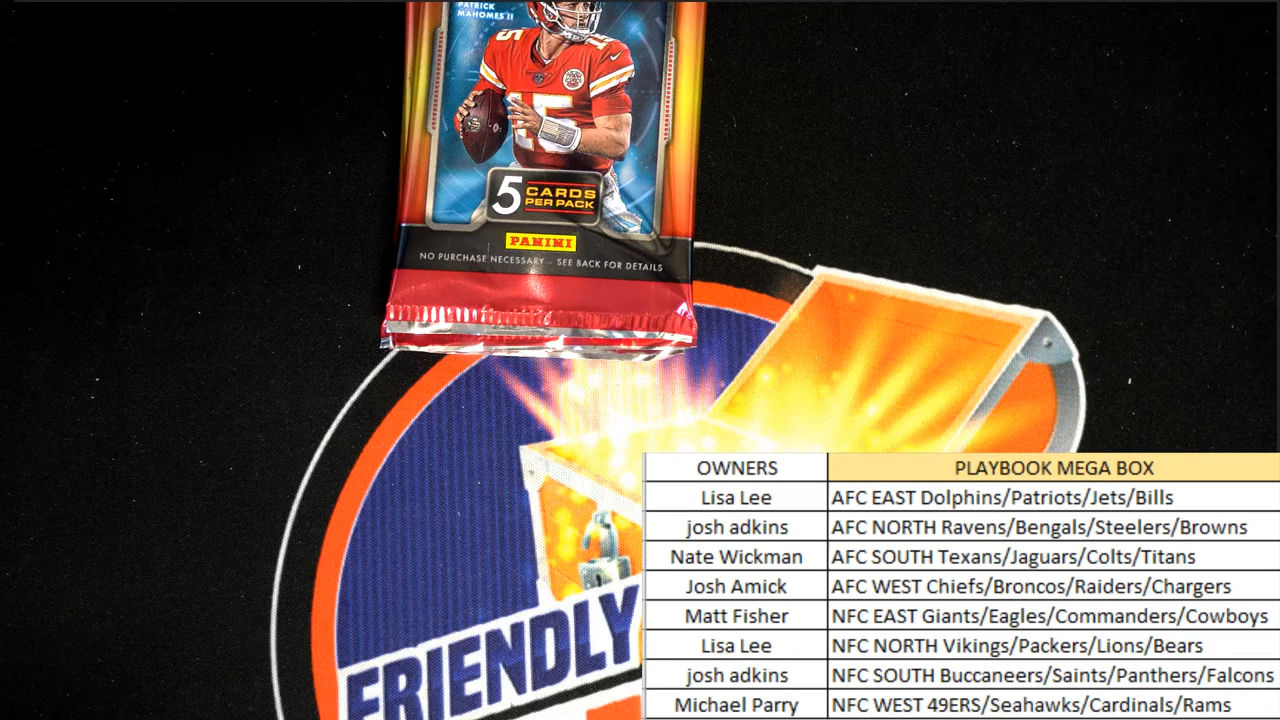 PATRICK
MAHOMES II
15
15
5 CARDS
PER PACK
PANINI
NO PURCHASE NECESSARY - SEE BACK FOR DETAILS
FRIENDLY
OWNERS PLAYBOOK MEGA BOX
Lisa Lee AFC EAST Dolphins/Patriots/Jets/Bills
josh adkins AFC NORTH Ravens/Bengals/Steelers/Browns
Nate Wickman AFC SOUTH Texans/Jaguars/Colts/Titans
Josh Amick AFC WEST Chiefs/Broncos/Raiders/Chargers
Matt Fisher NFC EAST Giants/Eagles/Commanders/Cowboys
Lisa Lee NFC NORTH Vikings/Packers/Lions/Bears
josh adkins NFC SOUTH Buccaneers/Saints/Panthers/Falcons
Michael Parry NFC WEST 49ERS/Seahawks/Cardinals/Rams